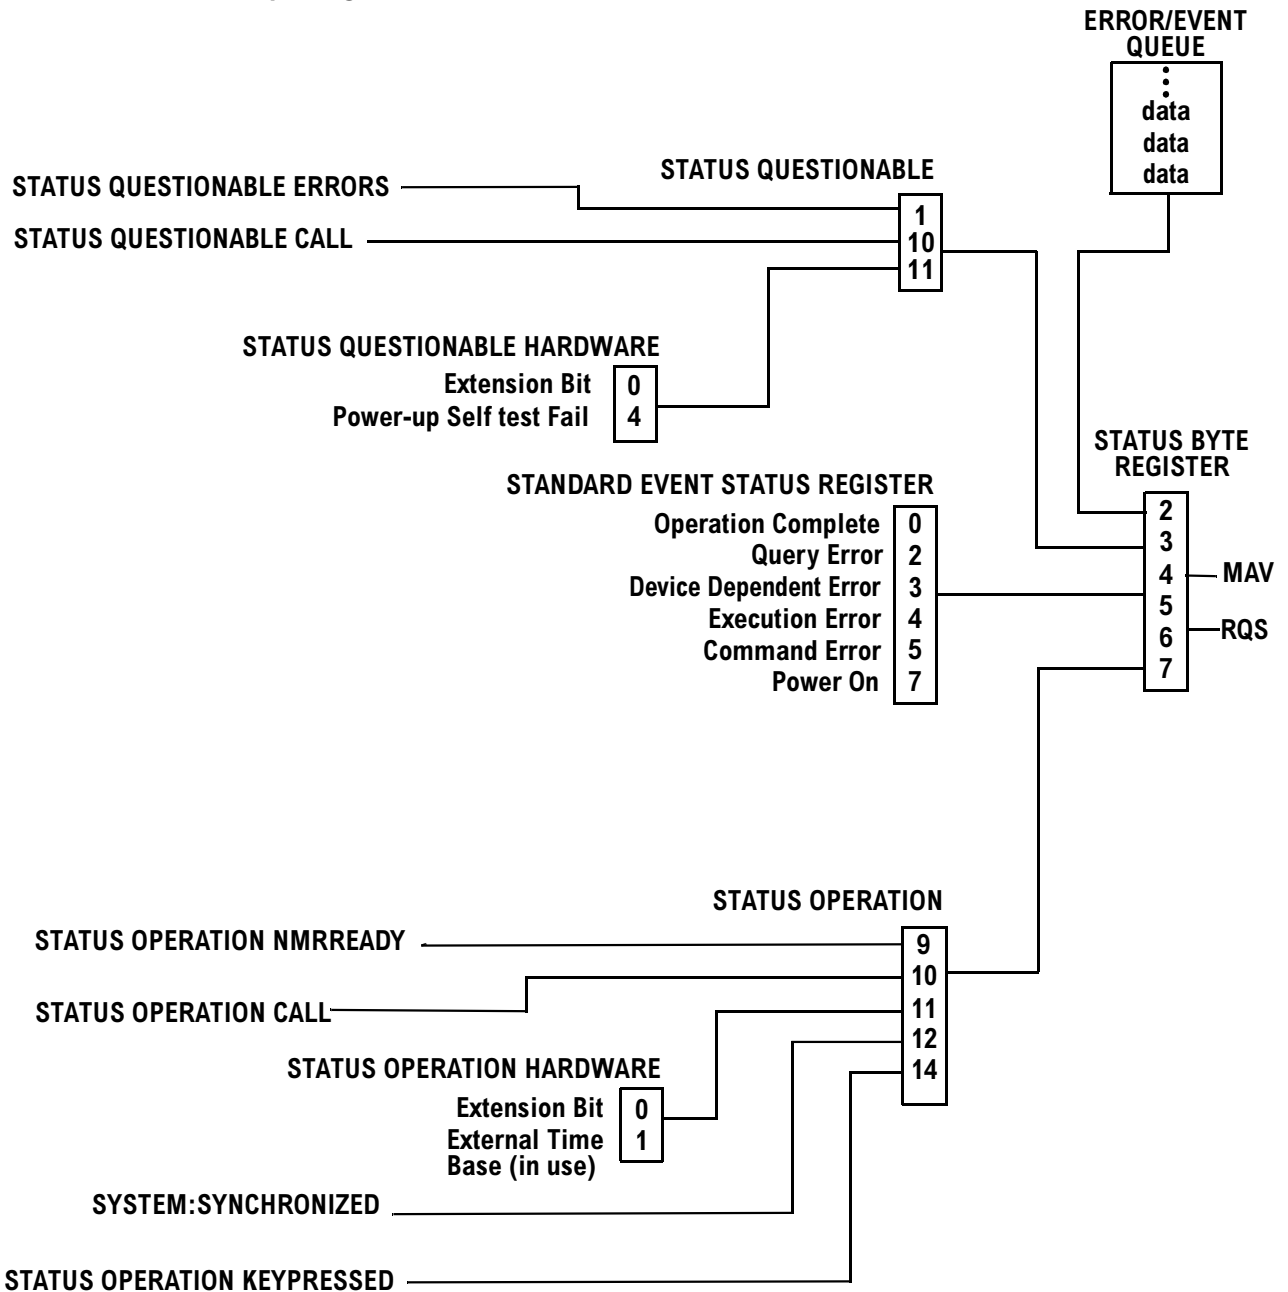 ERROR/EVENT
QUEUE
data
data
data
STATUS QUESTIONABLE
STATUS QUESTIONABLE ERRORS
1
STATUS QUESTIONABLE CALL
10
11
STATUS QUESTIONABLE HARDWARE
Extension Bit 0
Power-up Self test Fail 4
STATUS BYTE
REGISTER
2
3
4 MAV
5
6 RQS
7
STANDARD EVENT STATUS REGISTER
Operation Complete 0
Query Error 2
Device Dependent Error 3
Execution Error 4
Command Error 5
Power On 7
STATUS OPERATION
STATUS OPERATION NMRREADY
9
10
STATUS OPERATION CALL
11
12
14
STATUS OPERATION HARDWARE
Extension Bit 0
External Time 1
Base (in use)
SYSTEM:SYNCHRONIZED
STATUS OPERATION KEYPRESSED